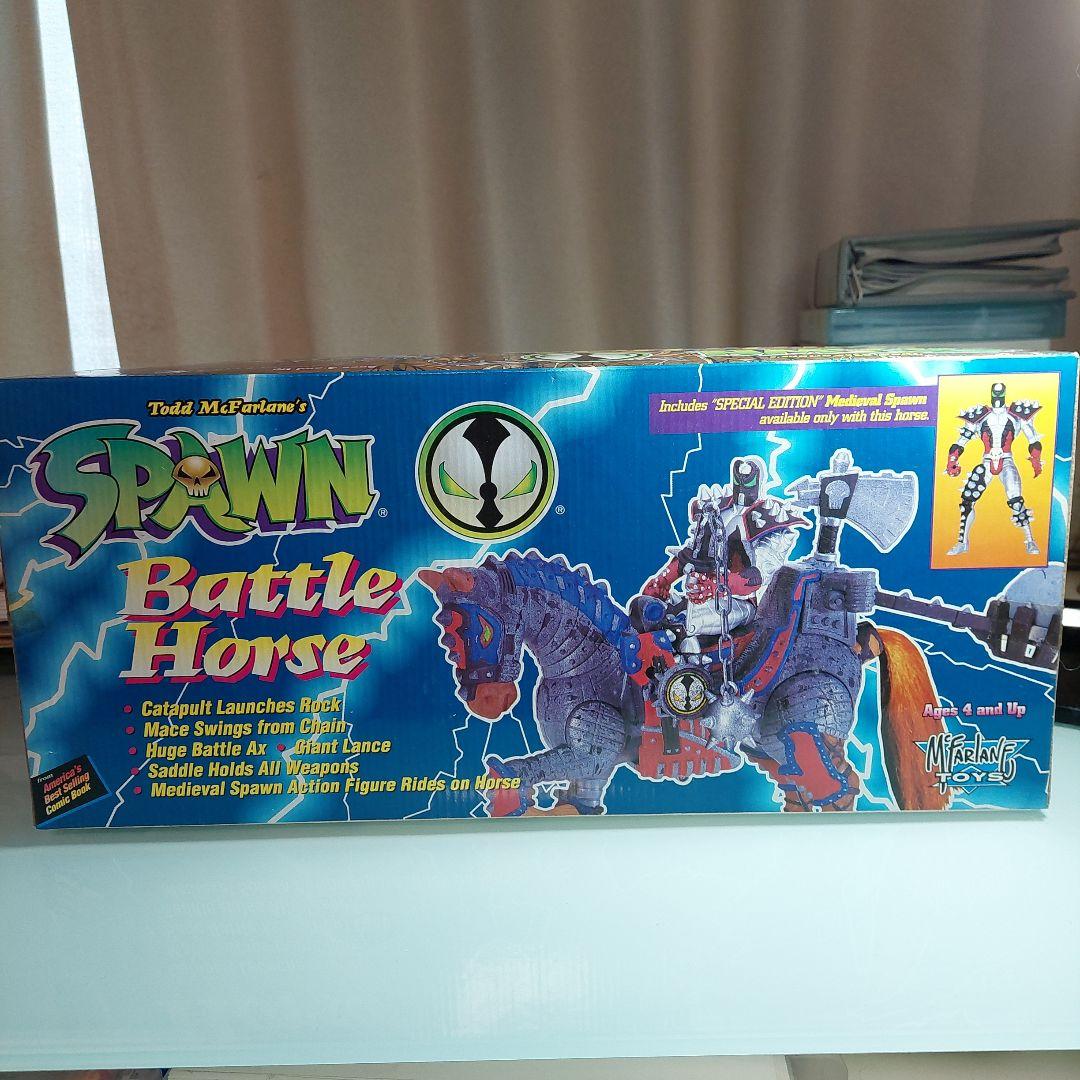 Todd McFarlane's
SPAWN®
®
Battle
Horse
• Catapult Launches Rock
• Mace Swings from Chain
• Huge Battle Ax • Giant Lance
• Saddle Holds All Weapons
• Medieval Spawn Action Figure Rides on Horse
from
America's
Best Selling
Comic Book
Includes "SPECIAL EDITION" Medieval Spawn
available only with this horse.
Ages 4 and Up
McFARLANE
TOYS